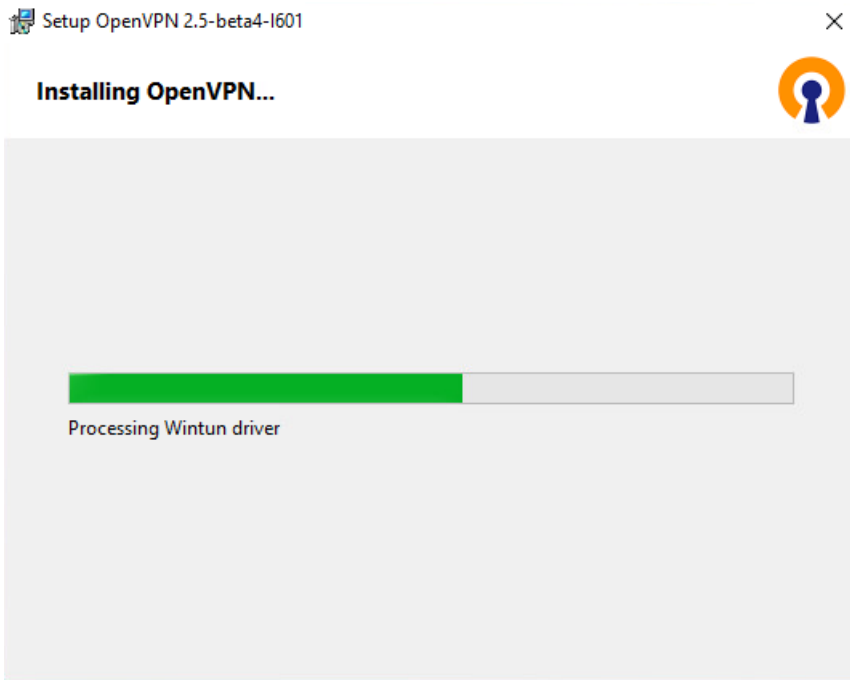 Setup OpenVPN 2.5-beta4-I601
Installing OpenVPN...
Processing Wintun driver